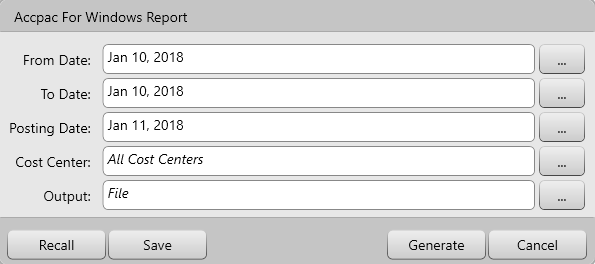 Accpac For Windows Report
From Date: Jan 10, 2018 ...
To Date: Jan 10, 2018 ...
Posting Date: Jan 11, 2018 ...
Cost Center: All Cost Centers ...
Output: File ...
Recall Save Generate Cancel